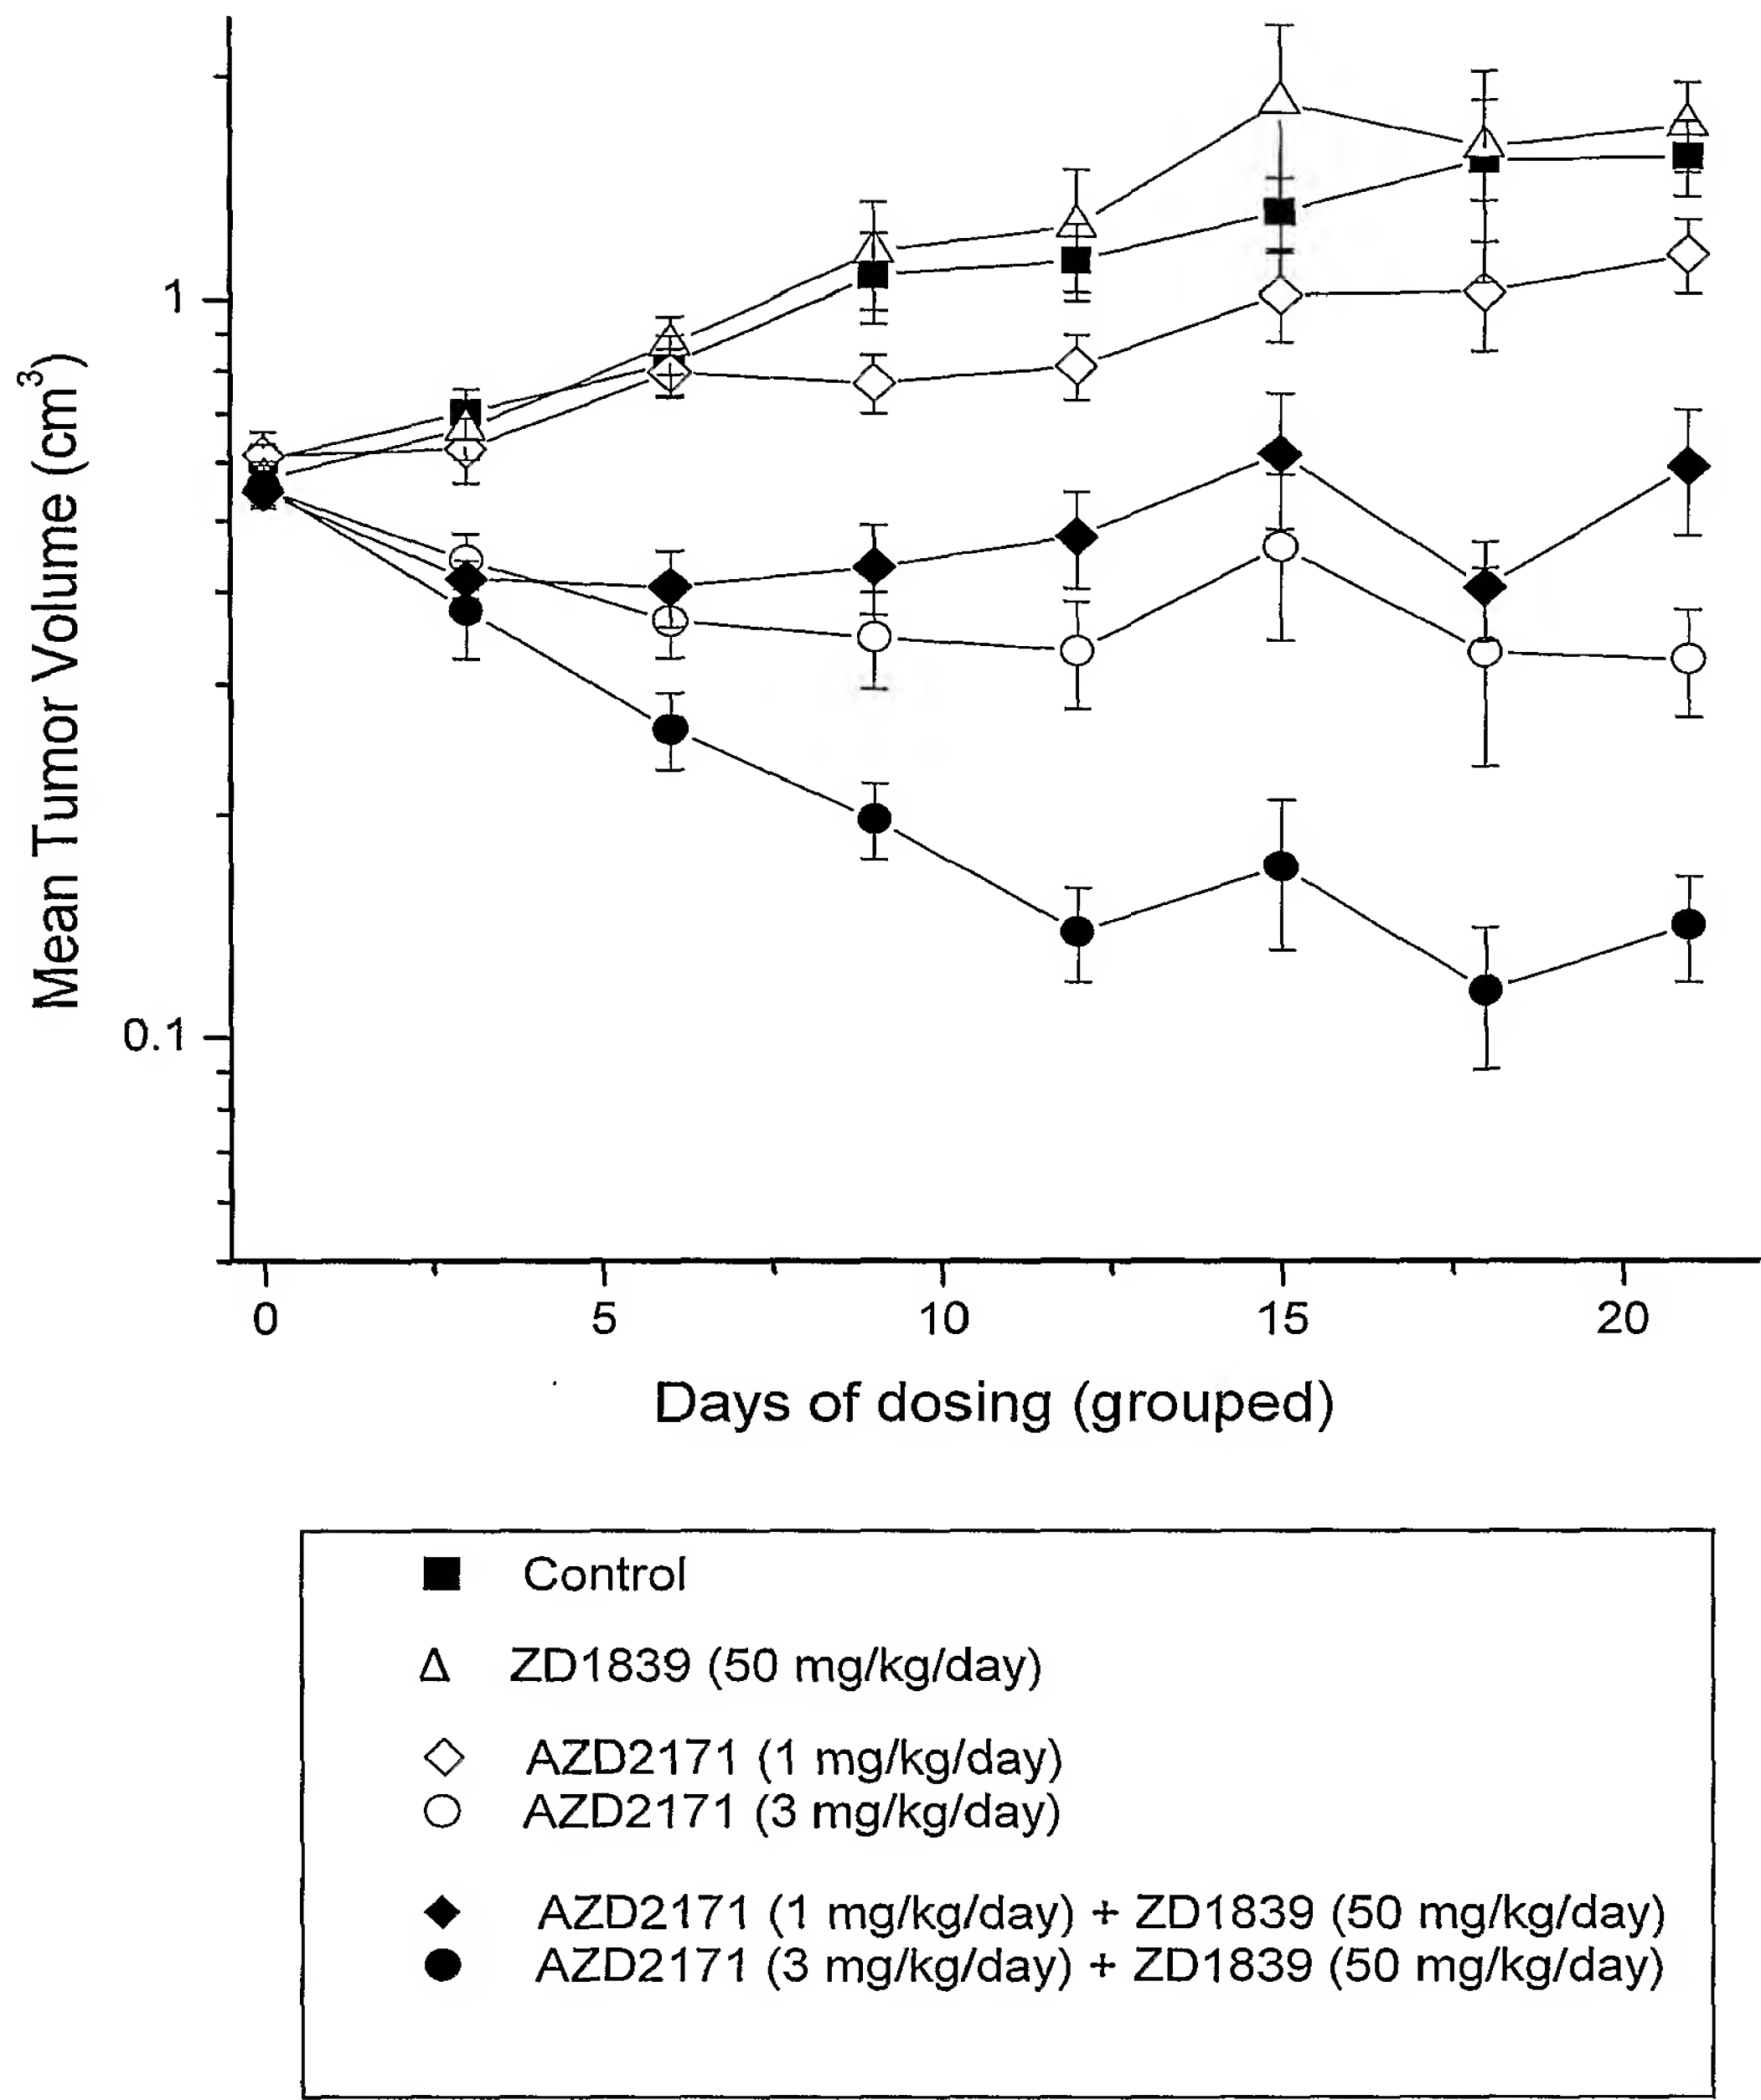 Mean Tumor Volume (cm³)
1
0.1
0 5 10 15 20
Days of dosing (grouped)
■ Control
Δ ZD1839 (50 mg/kg/day)
◇ AZD2171 (1 mg/kg/day)
○ AZD2171 (3 mg/kg/day)
◆ AZD2171 (1 mg/kg/day) + ZD1839 (50 mg/kg/day)
● AZD2171 (3 mg/kg/day) + ZD1839 (50 mg/kg/day)